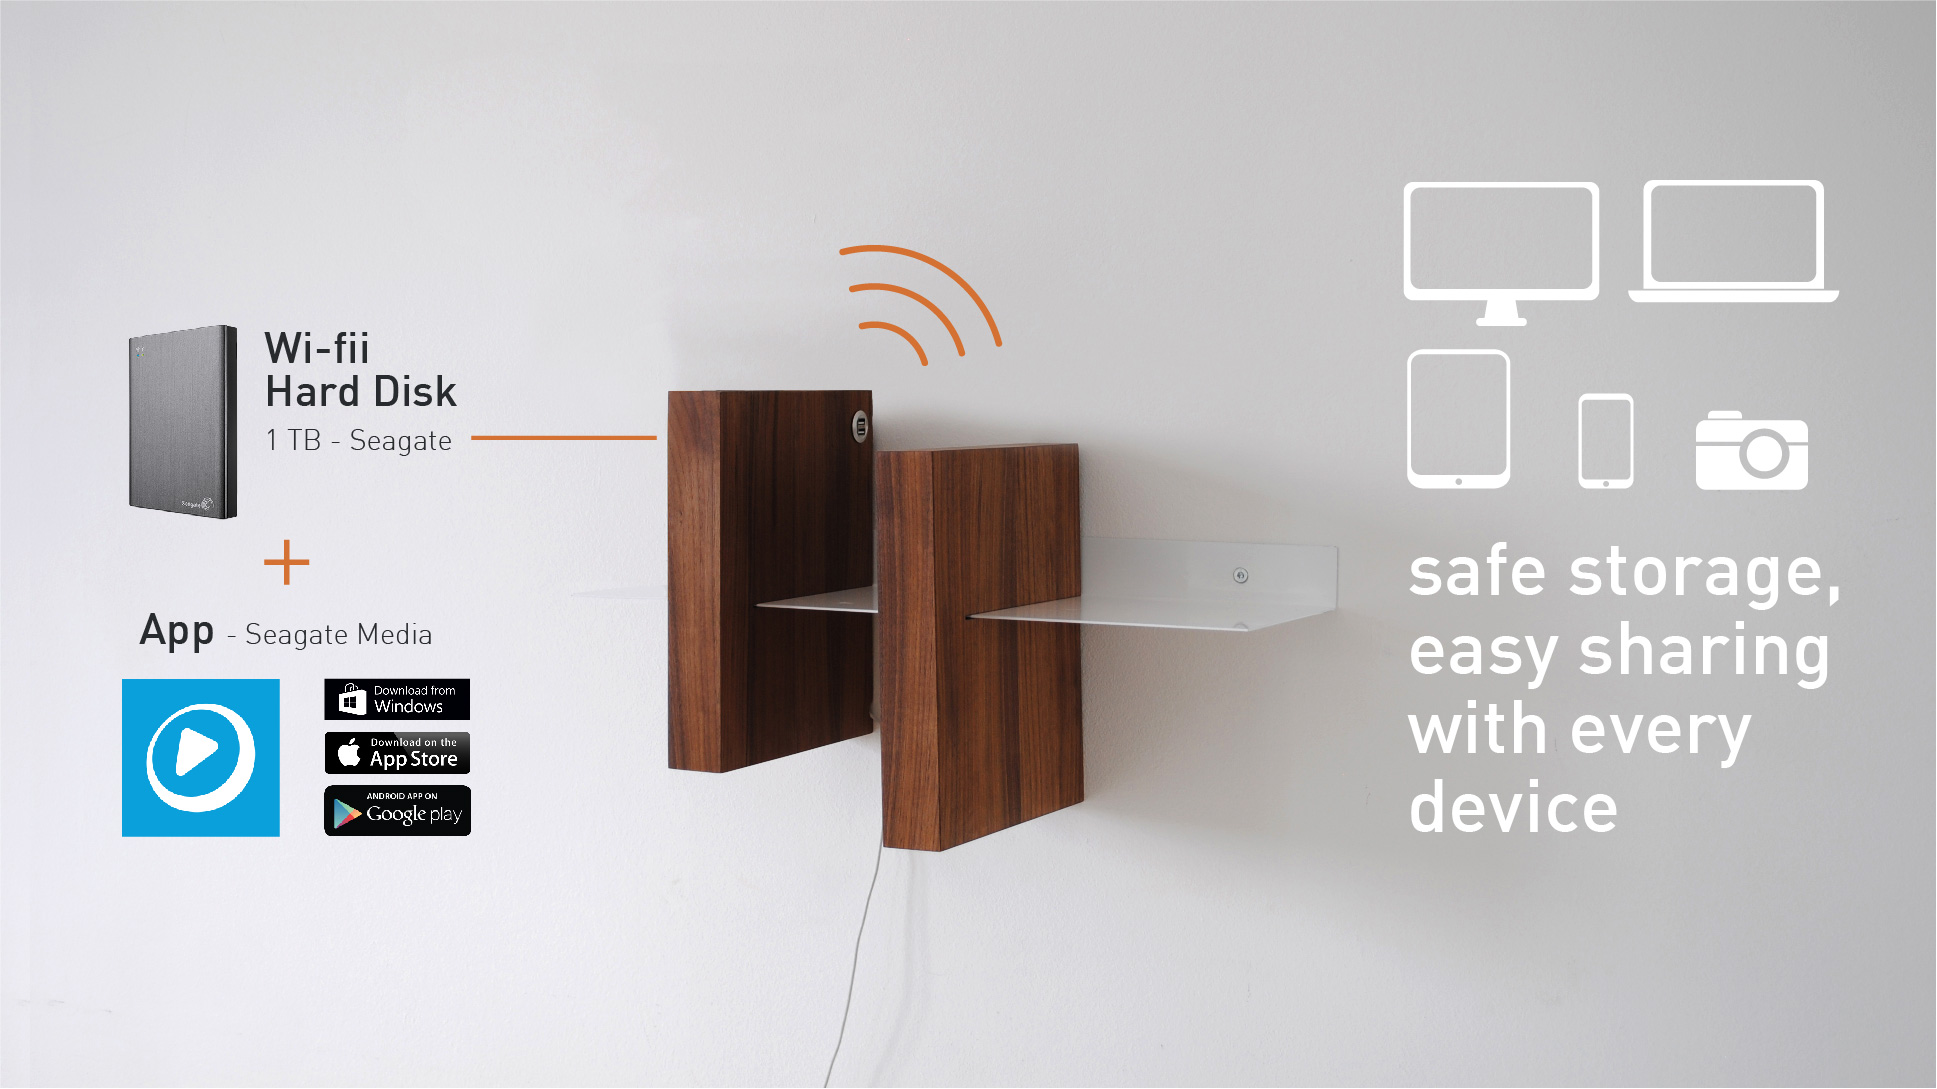 Wi-fii
Hard Disk
1 TB - Seagate
Seagate
App - Seagate Media
Download from
Windows
Download on the
App Store
ANDROID APP ON
Google play
safe storage,
easy sharing
with every
device